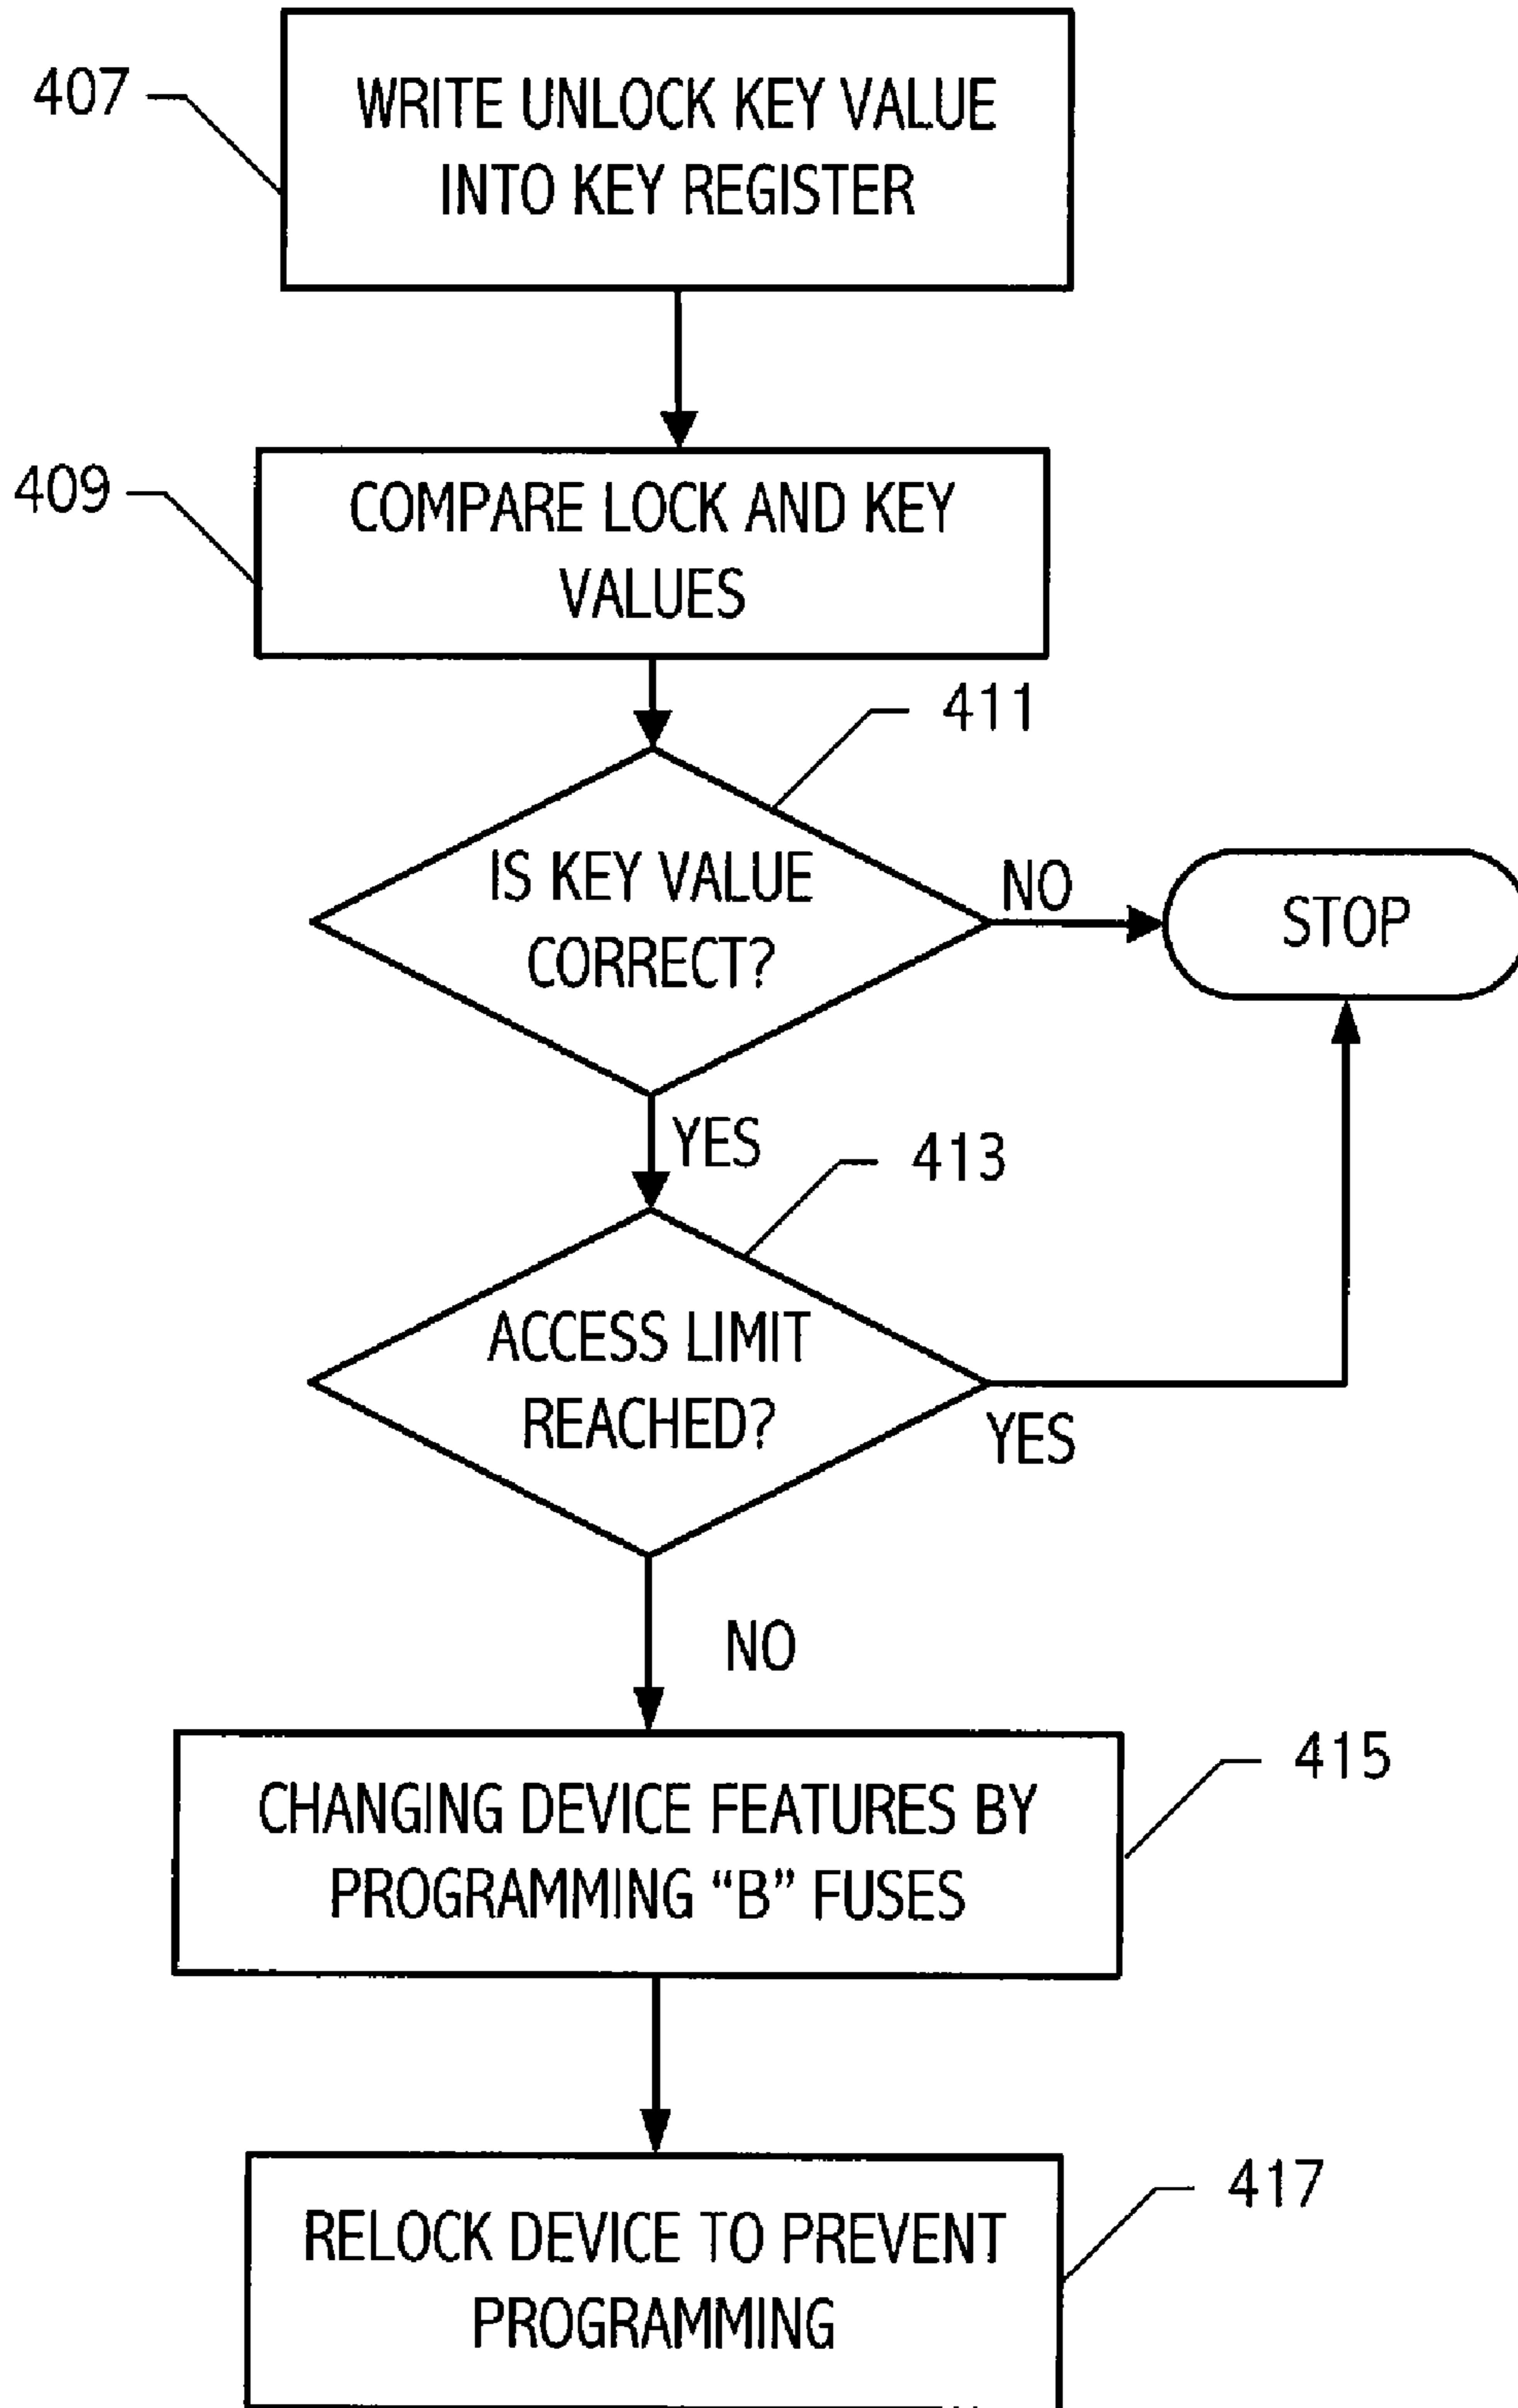 407
WRITE UNLOCK KEY VALUE
INTO KEY REGISTER
409
COMPARE LOCK AND KEY
VALUES
411
IS KEY VALUE
CORRECT?
NO
STOP
YES
413
ACCESS LIMIT
REACHED?
YES
NO
415
CHANGING DEVICE FEATURES BY
PROGRAMMING “B” FUSES
417
RELOCK DEVICE TO PREVENT
PROGRAMMING